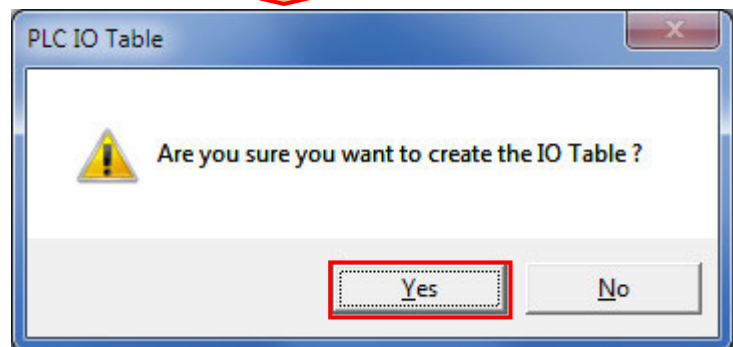 PLC IO Table
Are you sure you want to create the IO Table ?
Yes
No